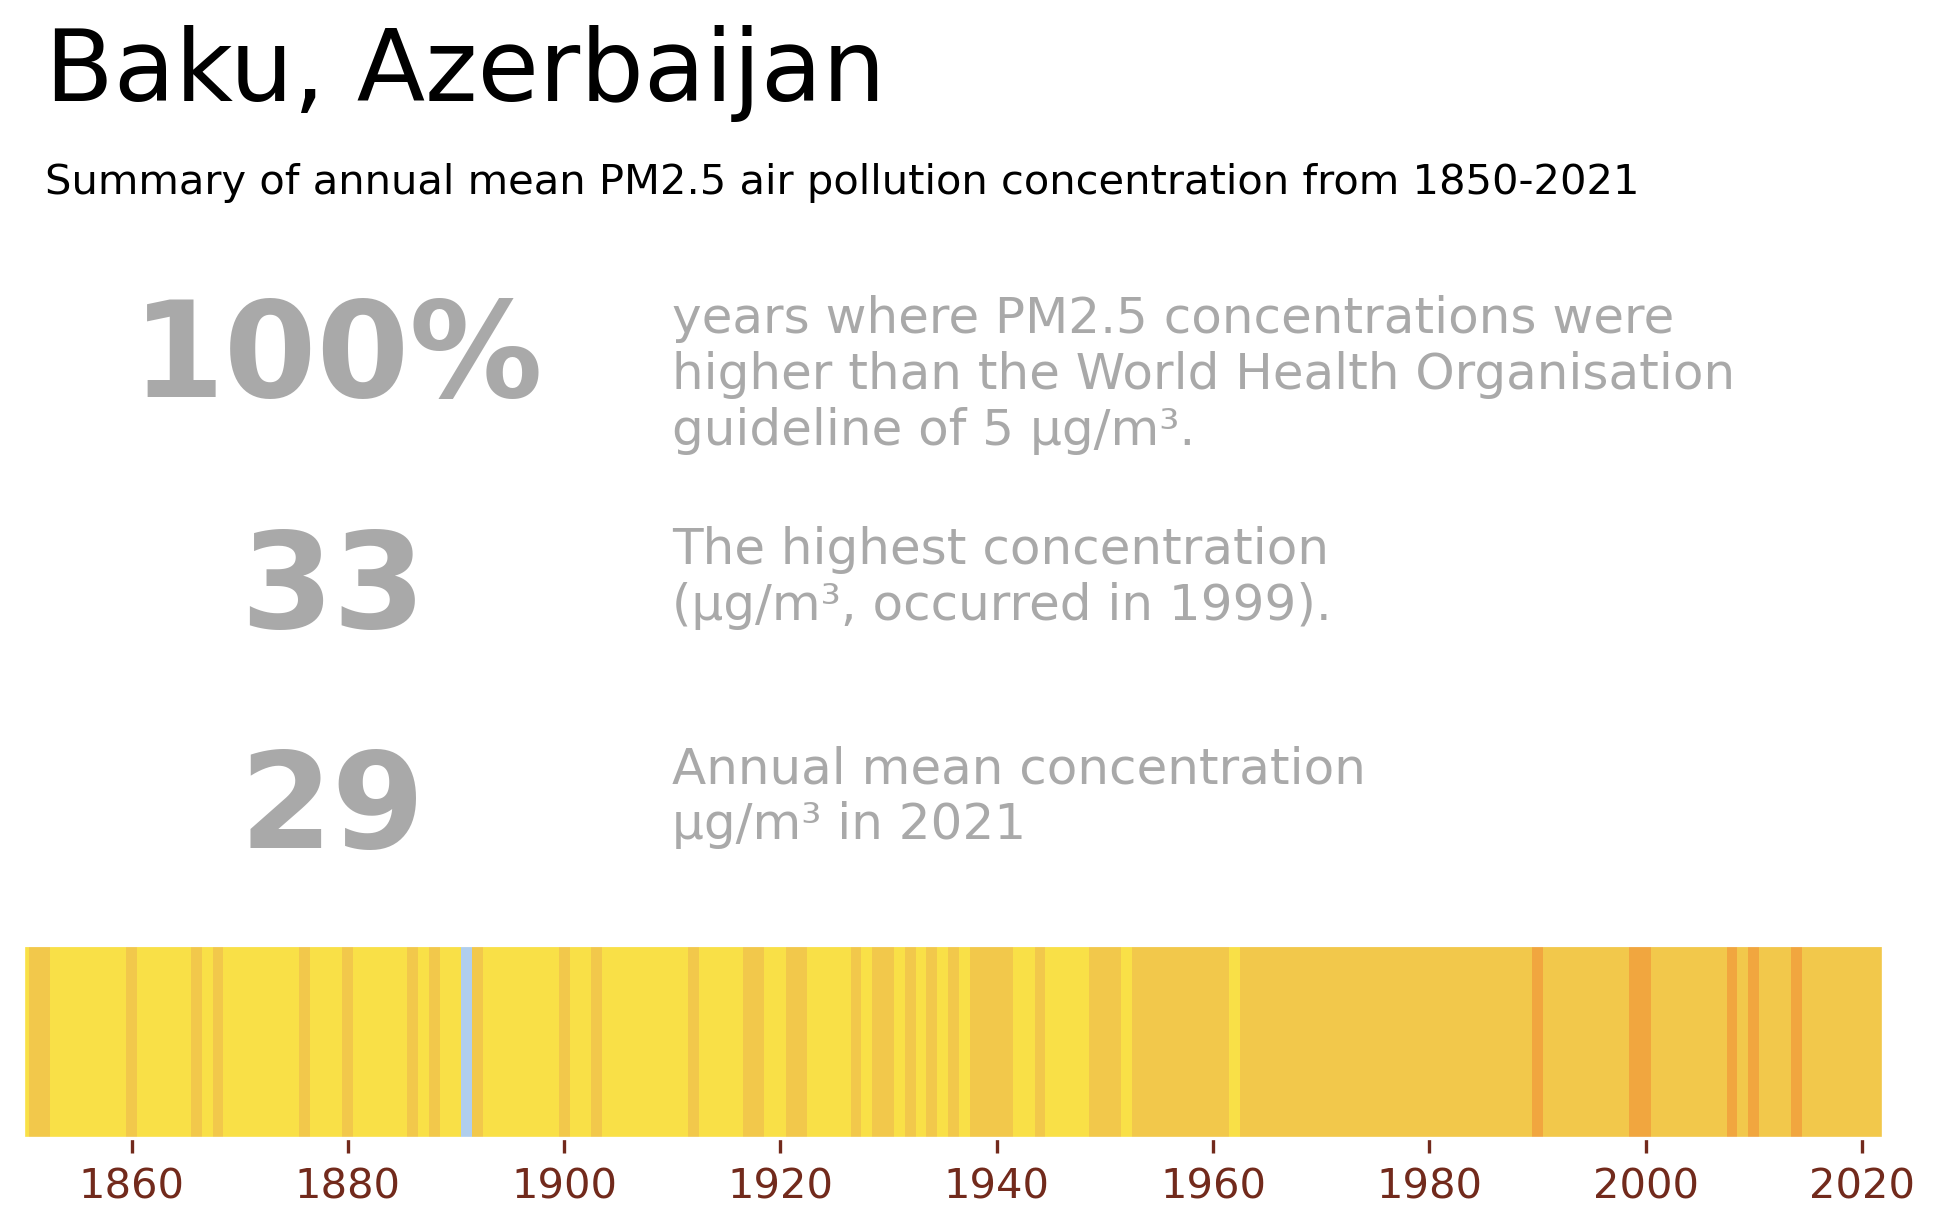 Baku, Azerbaijan
Summary of annual mean PM2.5 air pollution concentration from 1850-2021
100%
years where PM2.5 concentrations were
higher than the World Health Organisation
guideline of 5 μg/m³.
33
The highest concentration
(μg/m³, occurred in 1999).
29
Annual mean concentration
μg/m³ in 2021
1860 1880 1900 1920 1940 1960 1980 2000 2020